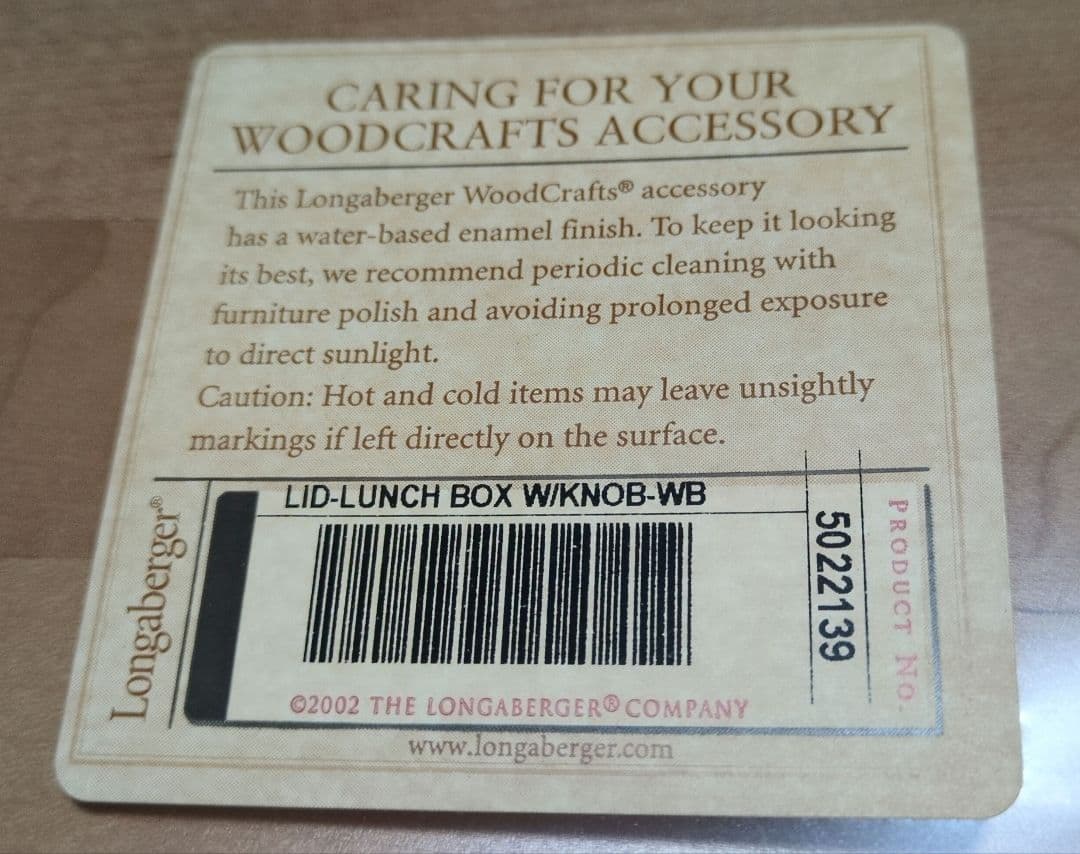 CARING FOR YOUR
WOODCRAFTS ACCESSORY
This Longaberger WoodCrafts® accessory
has a water-based enamel finish. To keep it looking
its best, we recommend periodic cleaning with
furniture polish and avoiding prolonged exposure
to direct sunlight.
Caution: Hot and cold items may leave unsightly
markings if left directly on the surface.
Longaberger®
LID-LUNCH BOX W/KNOB-WB
5022139
PRODUCT NO.
©2002 THE LONGABERGER® COMPANY
www.longaberger.com